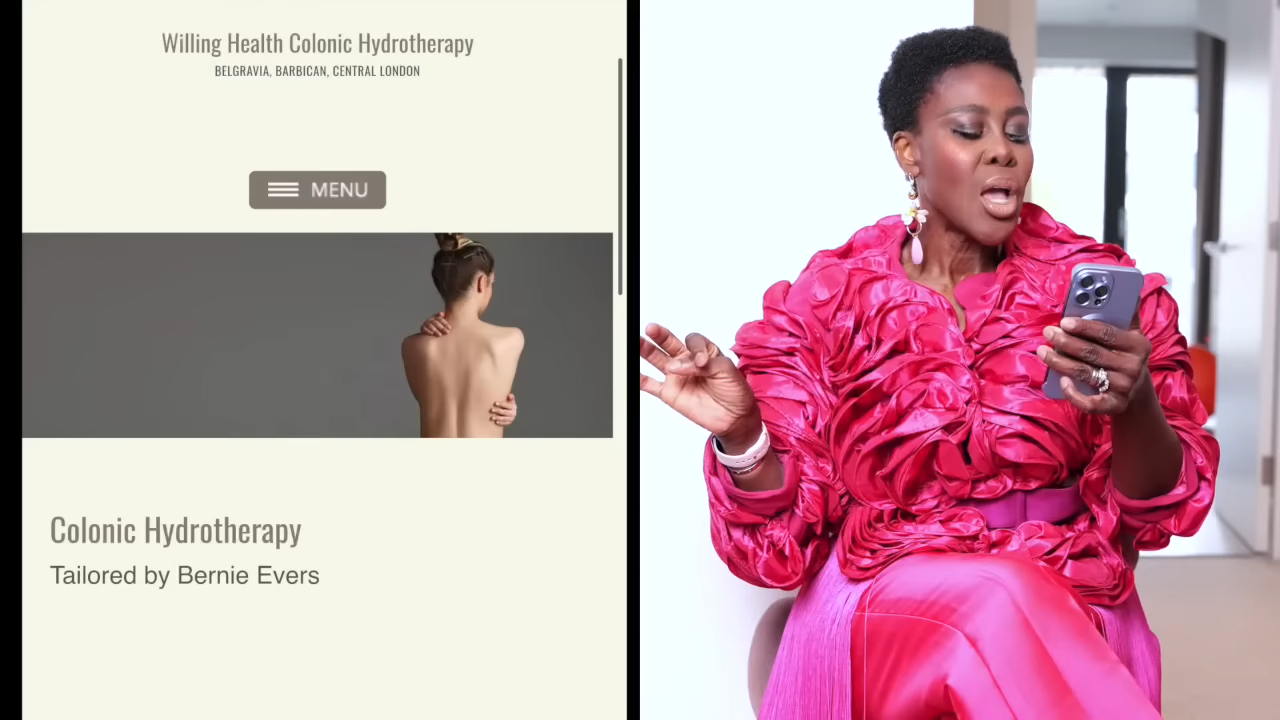 Willing Health Colonic Hydrotherapy
BELGRAVIA, BARBICAN, CENTRAL LONDON
MENU
Colonic Hydrotherapy
Tailored by Bernie Evers